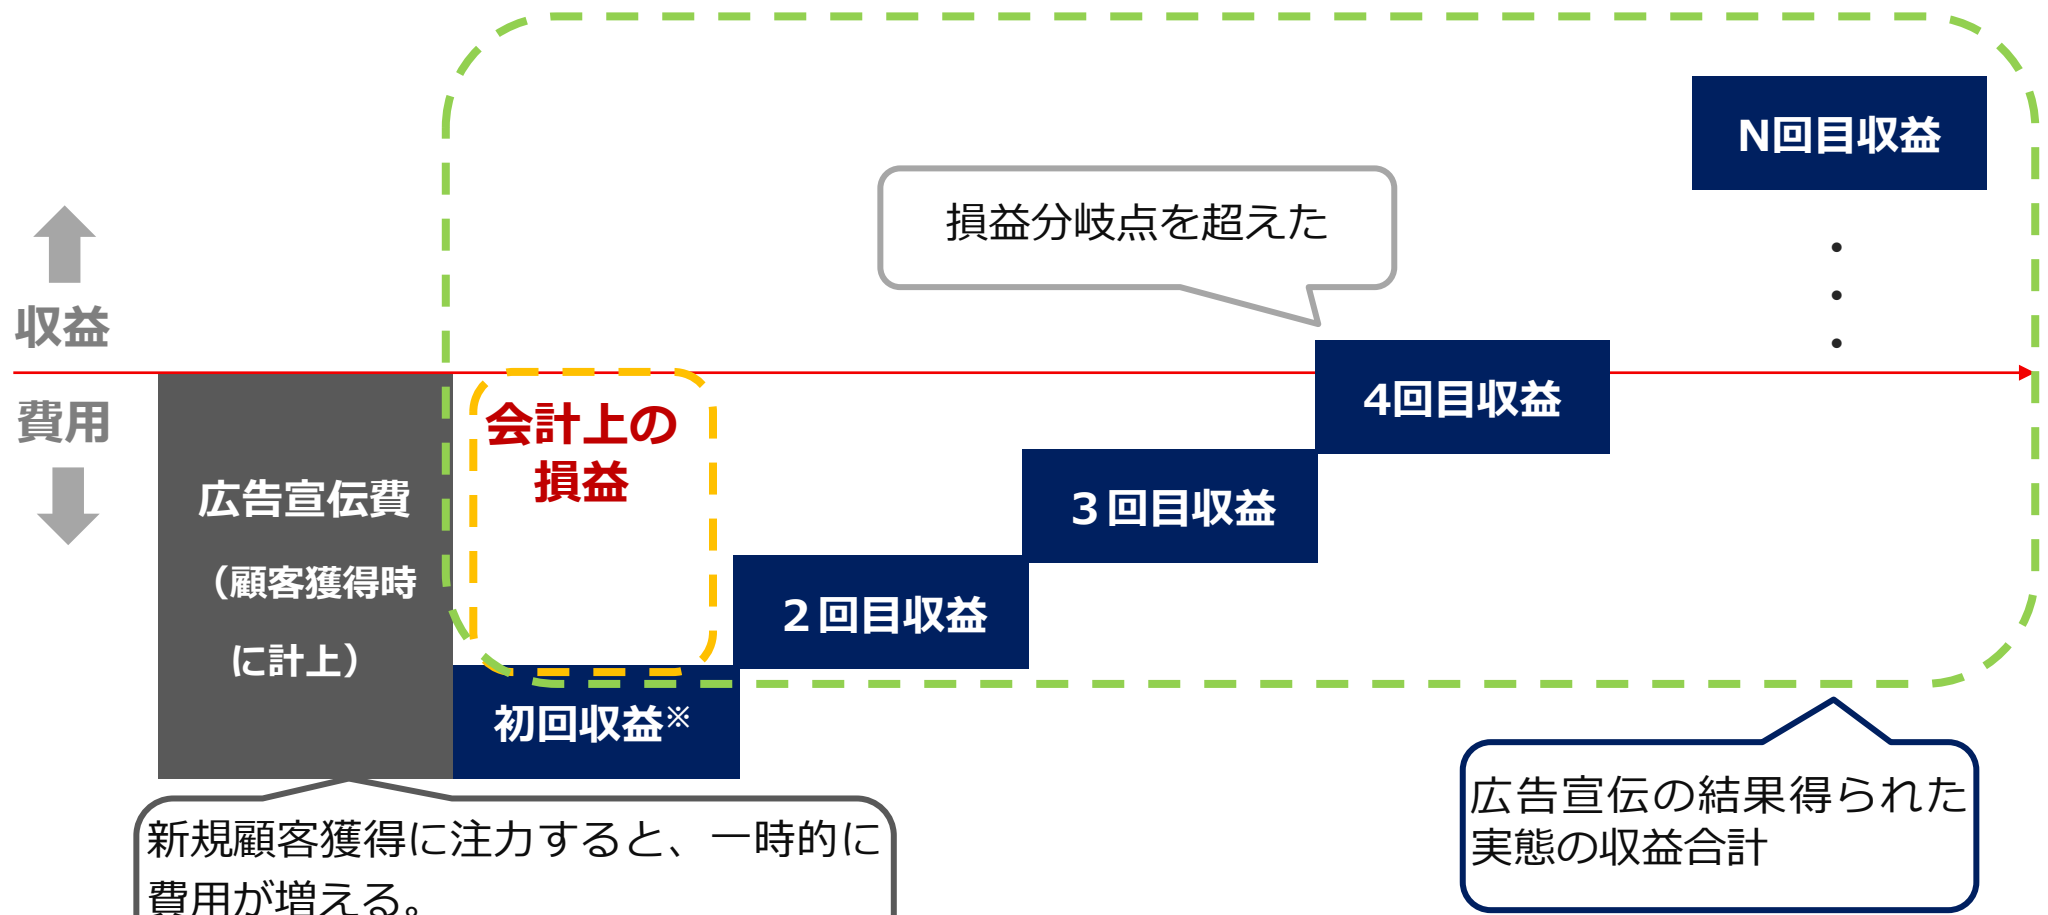 N回目収益
損益分岐点を超えた
・
・
・
収益
費用
4回目収益
会計上の
損益
広告宣伝費
(顧客獲得時
に計上)
3回目収益
2回目収益
初回収益※
新規顧客獲得に注力すると、一時的に
費用が増える。
広告宣伝の結果得られた
実態の収益合計